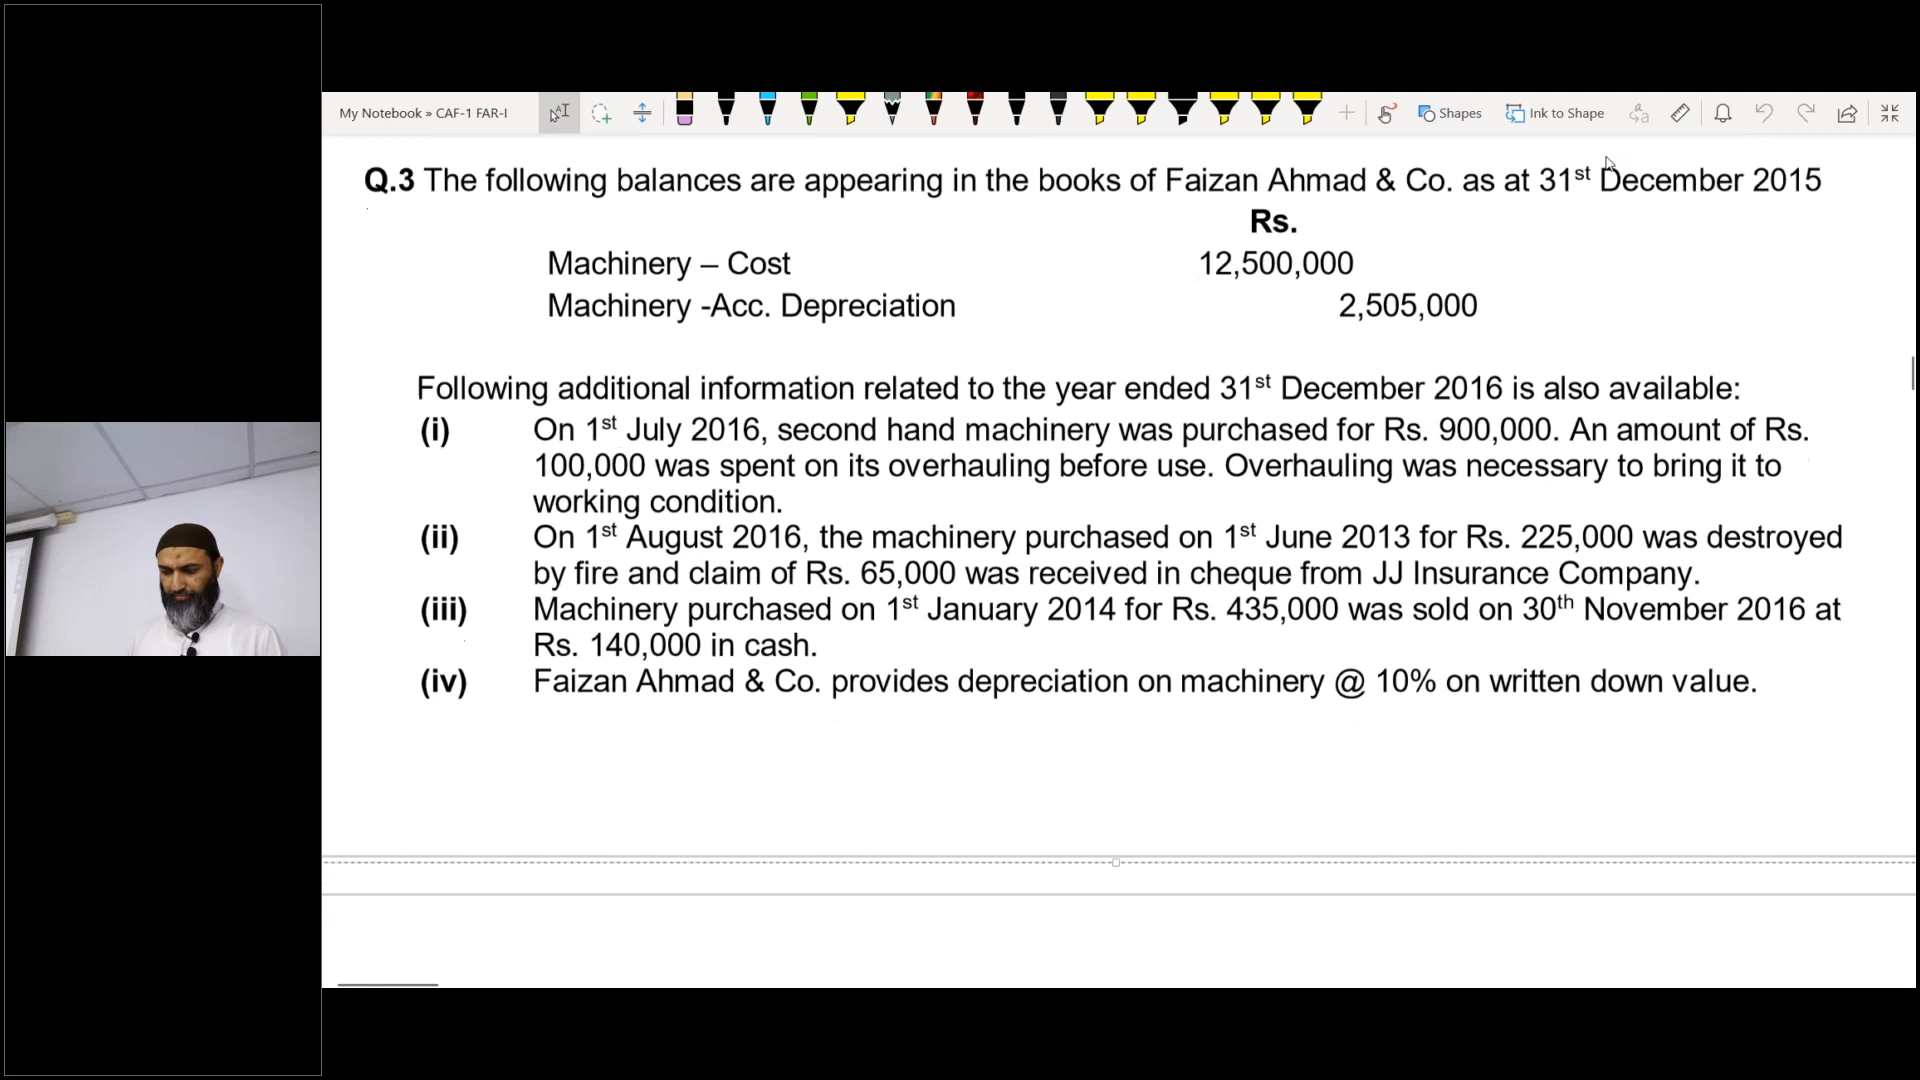 My Notebook » CAF-1 FAR-I
Shapes
Ink to Shape
Q.3 The following balances are appearing in the books of Faizan Ahmad & Co. as at 31st December 2015
Rs.
Machinery – Cost 12,500,000
Machinery -Acc. Depreciation 2,505,000
Following additional information related to the year ended 31st December 2016 is also available:
(i) On 1st July 2016, second hand machinery was purchased for Rs. 900,000. An amount of Rs.
100,000 was spent on its overhauling before use. Overhauling was necessary to bring it to
working condition.
(ii) On 1st August 2016, the machinery purchased on 1st June 2013 for Rs. 225,000 was destroyed
by fire and claim of Rs. 65,000 was received in cheque from JJ Insurance Company.
(iii) Machinery purchased on 1st January 2014 for Rs. 435,000 was sold on 30th November 2016 at
Rs. 140,000 in cash.
(iv) Faizan Ahmad & Co. provides depreciation on machinery @ 10% on written down value.